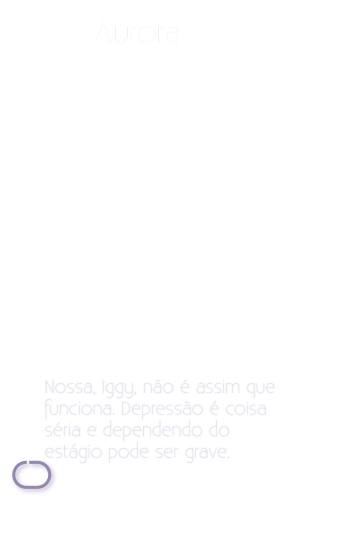 Aurora
Nossa, Iggy, não é assim que
funciona. Depressão é coisa
séria e dependendo do
estágio pode ser grave.